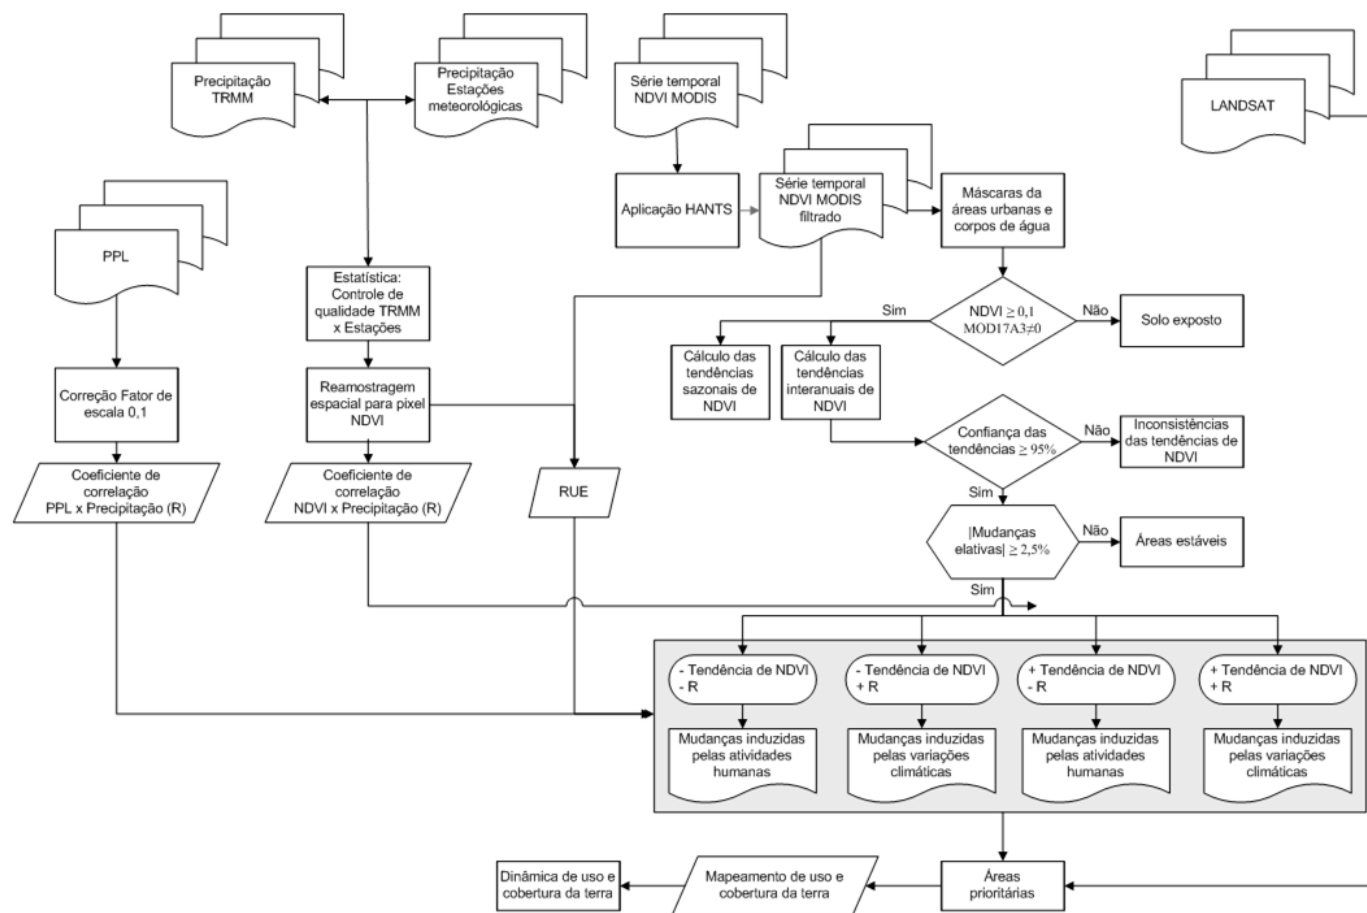 Precipitação
TRMM
Precipitação
Estações
meteorológicas
Série temporal
NDVI MODIS
LANDSAT
PPL
Aplicação HANTS
Série temporal
NDVI MODIS
filtrado
Máscaras da
áreas urbanas e
corpos de água
Estatística:
Controle de
qualidade TRMM
x Estações
Sim
NDVI ≥ 0,1
MOD17A3≠0
Não
Solo exposto
Cálculo das
tendências
sazonais de
NDVI
Cálculo das
tendências
interanuais de
NDVI
Correção Fator de
escala 0,1
Reamostragem
espacial para pixel
NDVI
Confiança das
tendências ≥ 95%
Não
Inconsistências
das tendências de
NDVI
Coeficiente de
correlação
PPL x Precipitação (R)
Coeficiente de
correlação
NDVI x Precipitação (R)
RUE
Sim
|Mudanças
elativas| ≥ 2,5%
Não
Áreas estáveis
Sim
- Tendência de NDVI
- R
- Tendência de NDVI
+ R
+ Tendência de NDVI
- R
+ Tendência de NDVI
+ R
Mudanças induzidas
pelas atividades
humanas
Mudanças induzidas
pelas variações
climáticas
Mudanças induzidas
pelas atividades
humanas
Mudanças induzidas
pelas variações
climáticas
Dinâmica de uso e
cobertura da terra
Mapeamento de uso e
cobertura da terra
Áreas
prioritárias